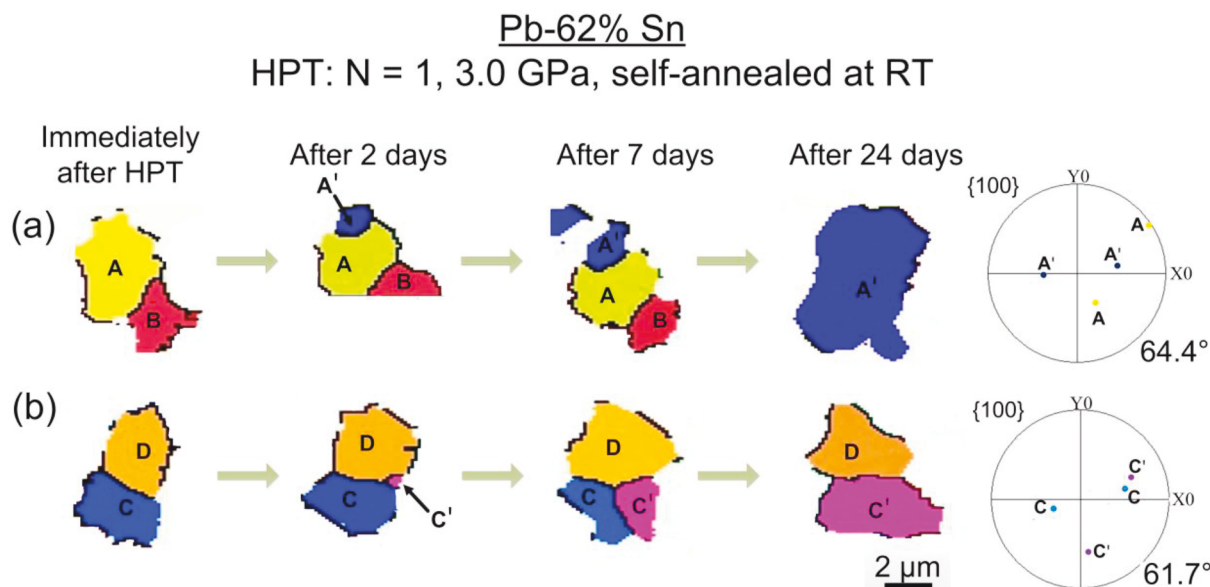 Pb-62% Sn
HPT: N = 1, 3.0 GPa, self-annealed at RT
Immediately
after HPT
After 2 days
After 7 days
After 24 days
(a)
A
B
A'
A
B
A'
A
B
A'
{100}
Y0
X0
A
A'
A'
A
64.4°
(b)
D
C
D
C
C'
D
C
C'
D
C'
2 µm
{100}
Y0
X0
C'
C
C
C'
61.7°